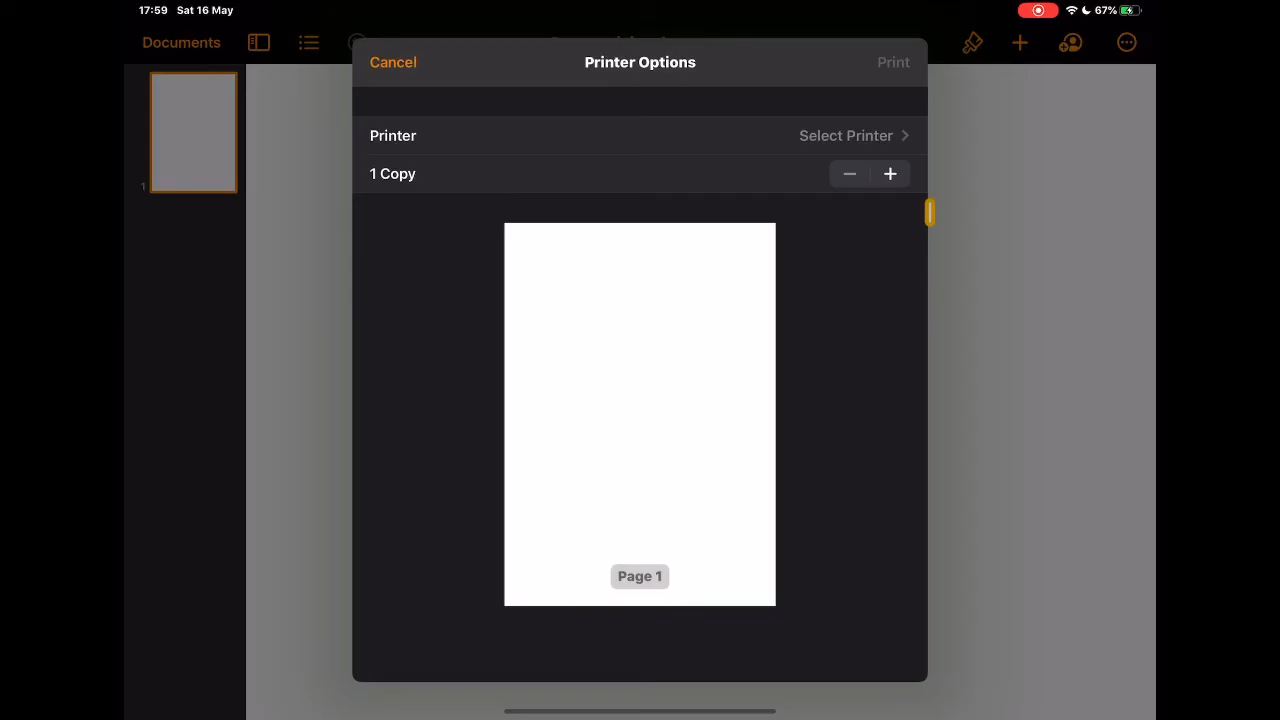 17:59 Sat 16 May 67%
Documents
Cancel Printer Options Print
Printer Select Printer
1 Copy
1
Page 1